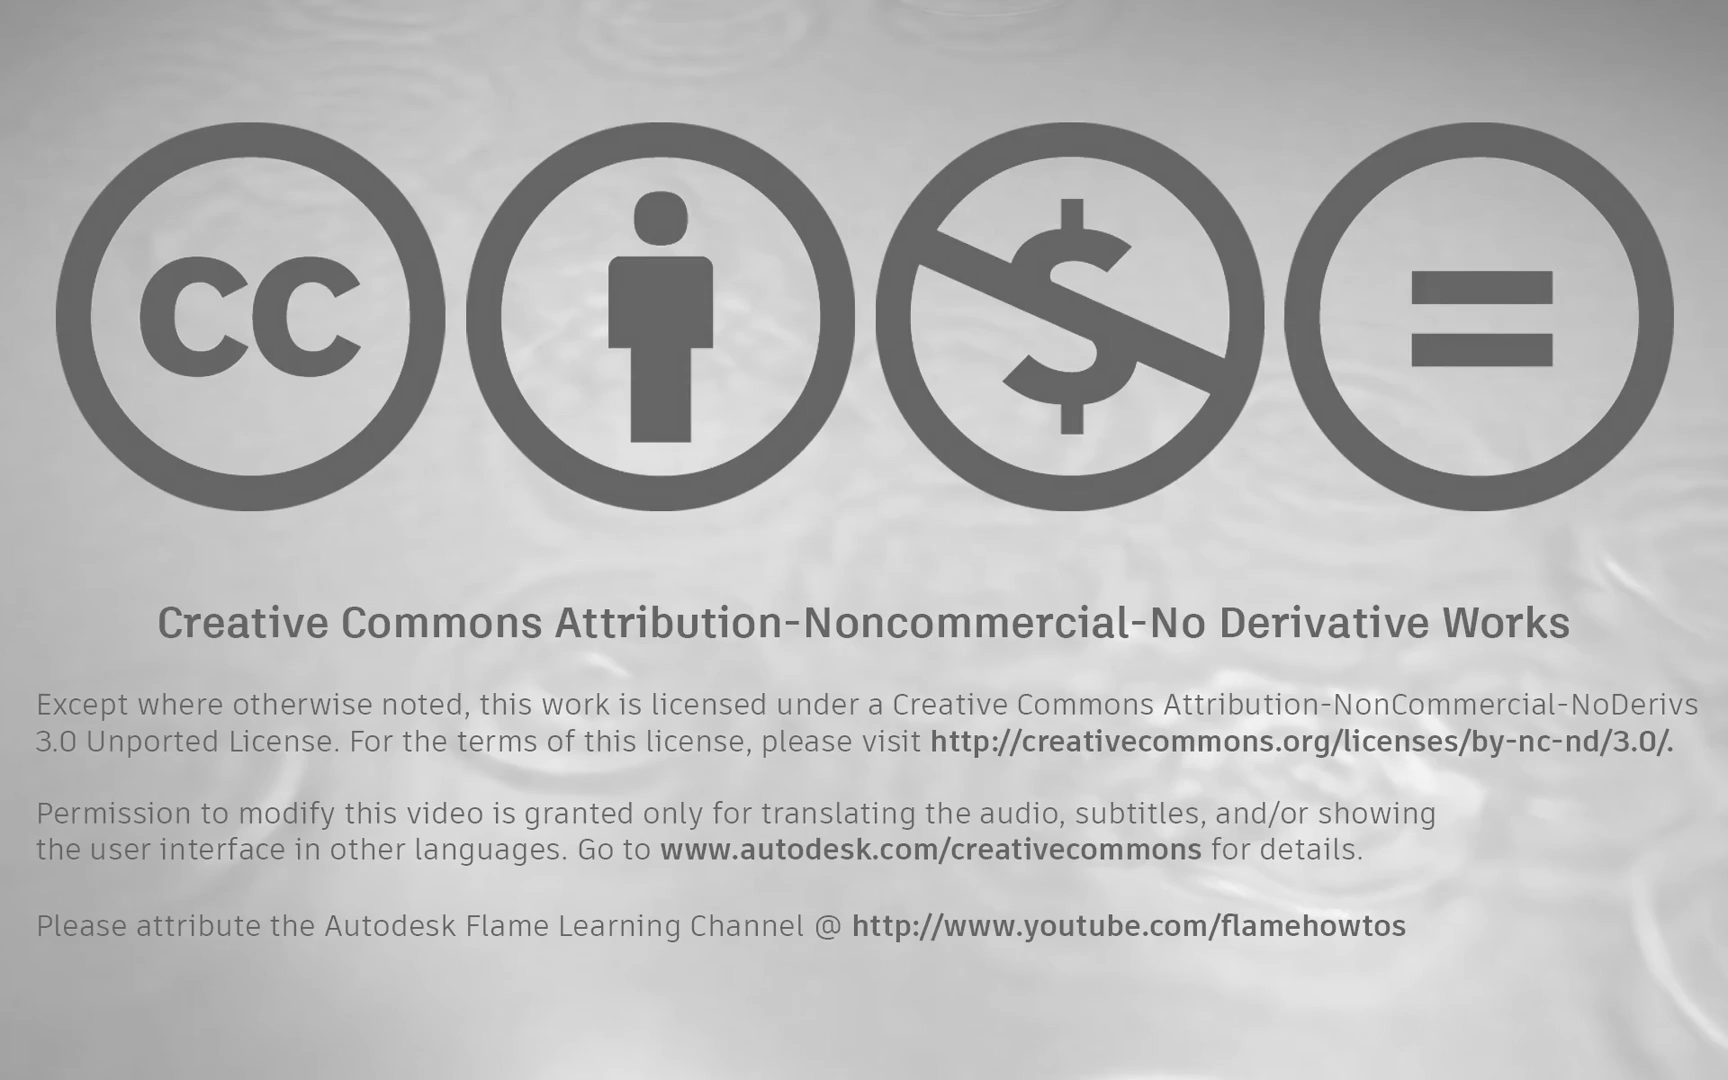 cc
$
=
Creative Commons Attribution-Noncommercial-No Derivative Works
Except where otherwise noted, this work is licensed under a Creative Commons Attribution-NonCommercial-NoDerivs
3.0 Unported License. For the terms of this license, please visit http://creativecommons.org/licenses/by-nc-nd/3.0/.
Permission to modify this video is granted only for translating the audio, subtitles, and/or showing
the user interface in other languages. Go to www.autodesk.com/creativecommons for details.
Please attribute the Autodesk Flame Learning Channel @ http://www.youtube.com/flamehowtos